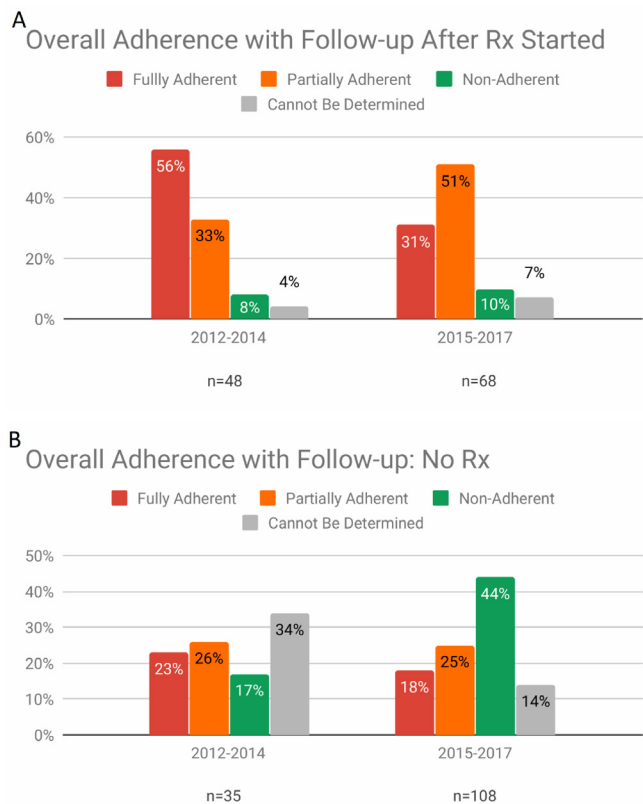 A
Overall Adherence with Follow-up After Rx Started
Fullly Adherent Partially Adherent Non-Adherent
Cannot Be Determined
60%
40%
20%
0%
56%
33%
8%
4%
31%
51%
10%
7%
2012-2014 2015-2017
n=48 n=68
B
Overall Adherence with Follow-up: No Rx
Fully Adherent Partially Adherent Non-Adherent
Cannot Be Determined
50%
40%
30%
20%
10%
0%
23%
26%
17%
34%
18%
25%
44%
14%
2012-2014 2015-2017
n=35 n=108